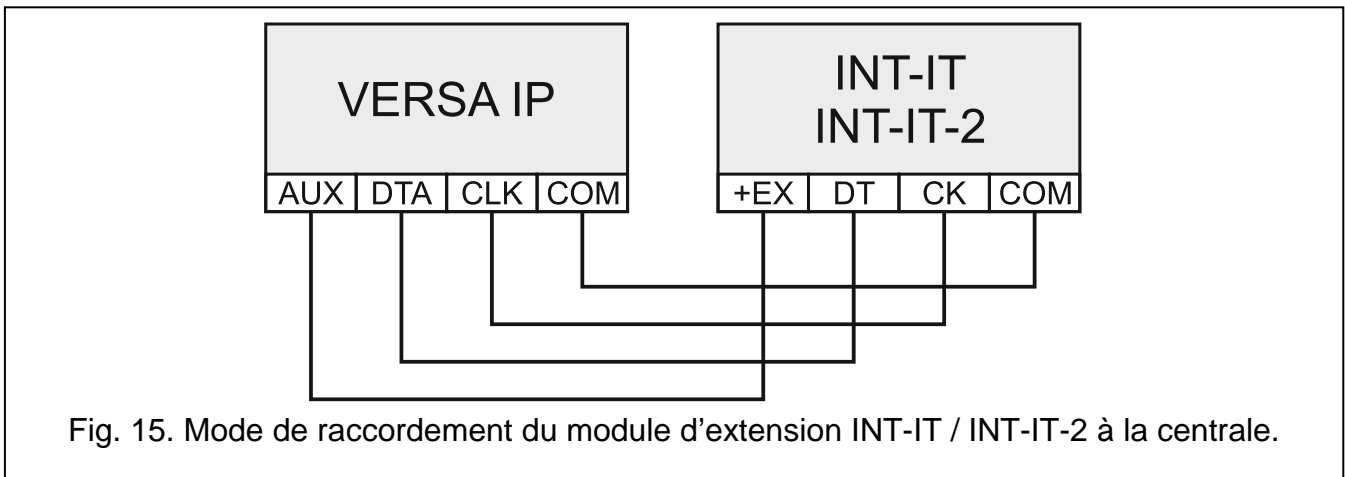 VERSA IP
AUX DTA CLK COM
INT-IT
INT-IT-2
+EX DT CK COM
Fig. 15. Mode de raccordement du module d’extension INT-IT / INT-IT-2 à la centrale.